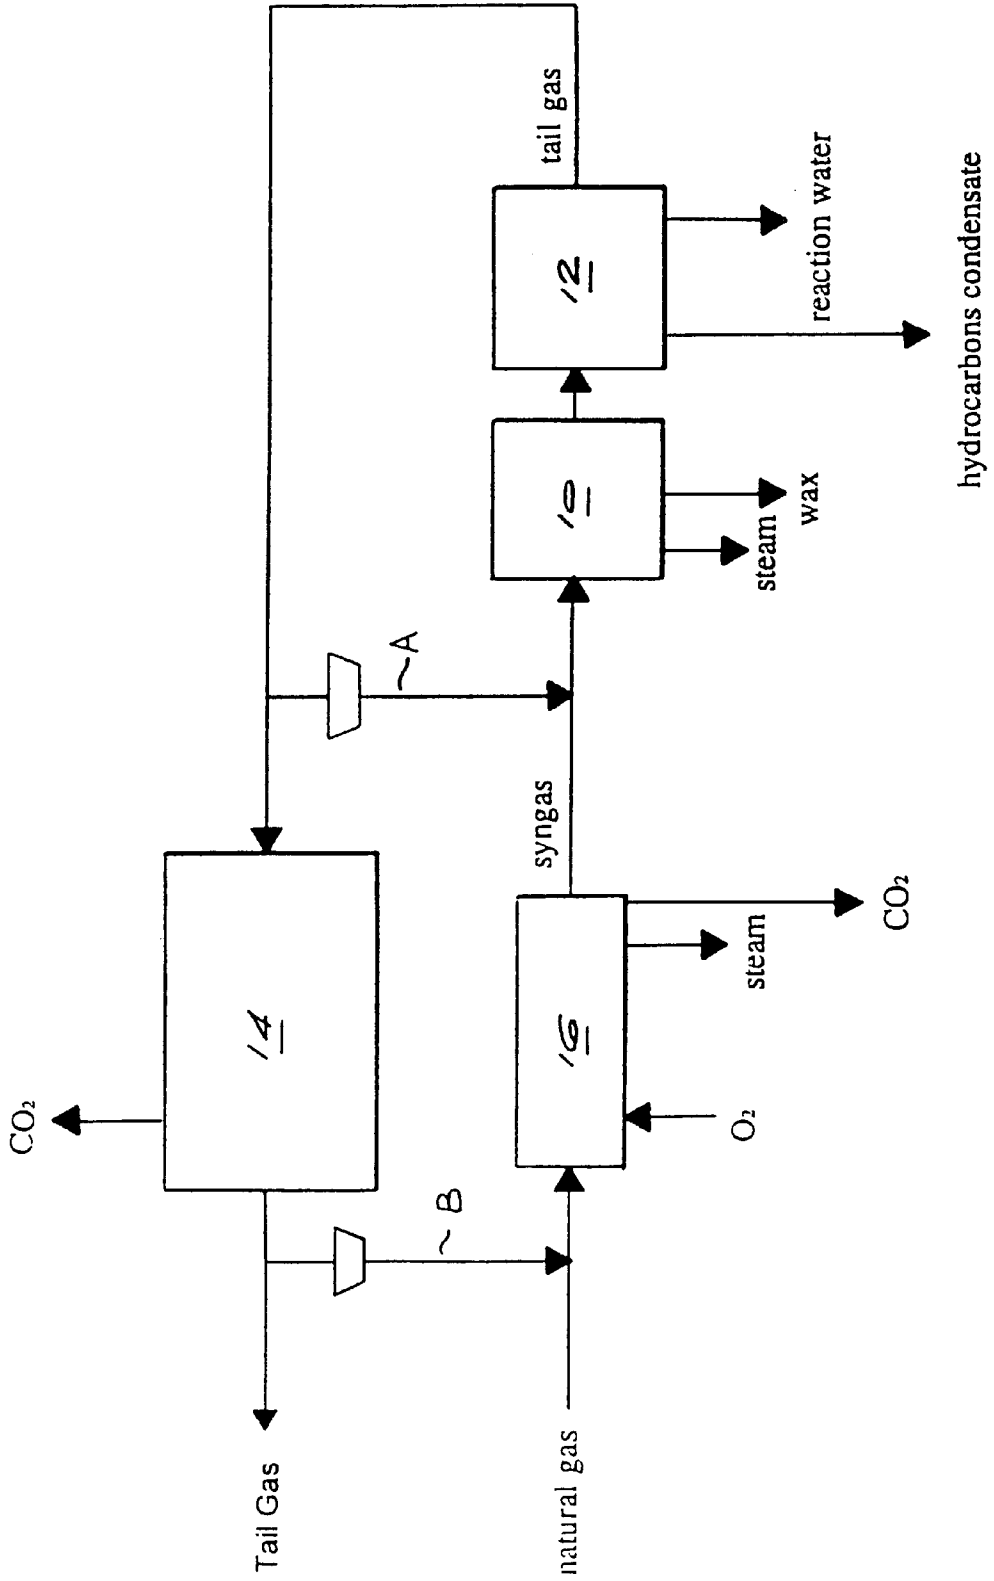 CO₂
14
Tail Gas
B
A
tail gas
natural gas
16
syngas
10
12
O₂
steam
CO₂
steam
wax
reaction water
hydrocarbons condensate